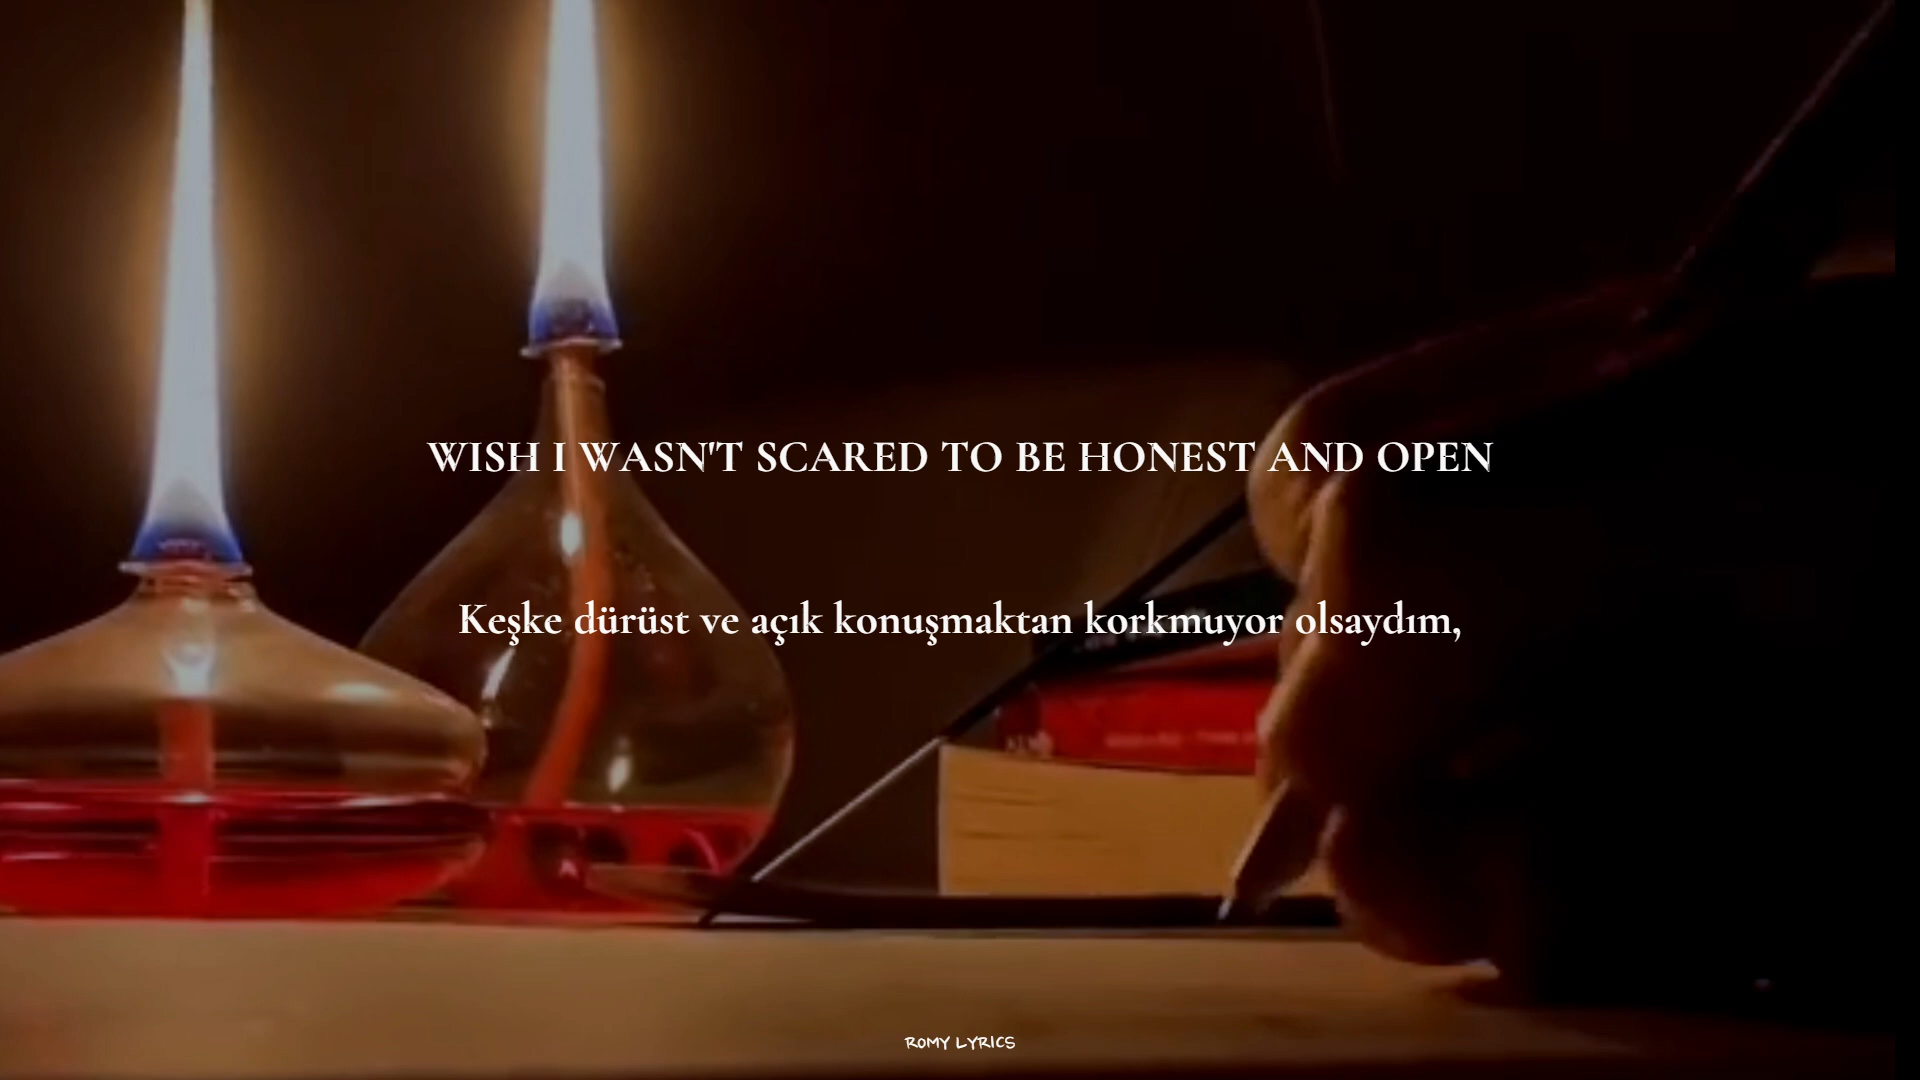 WISH I WASN'T SCARED TO BE HONEST AND OPEN
Keşke dürüst ve açık konuşmaktan korkmuyor olsaydım,
ROMY LYRICS